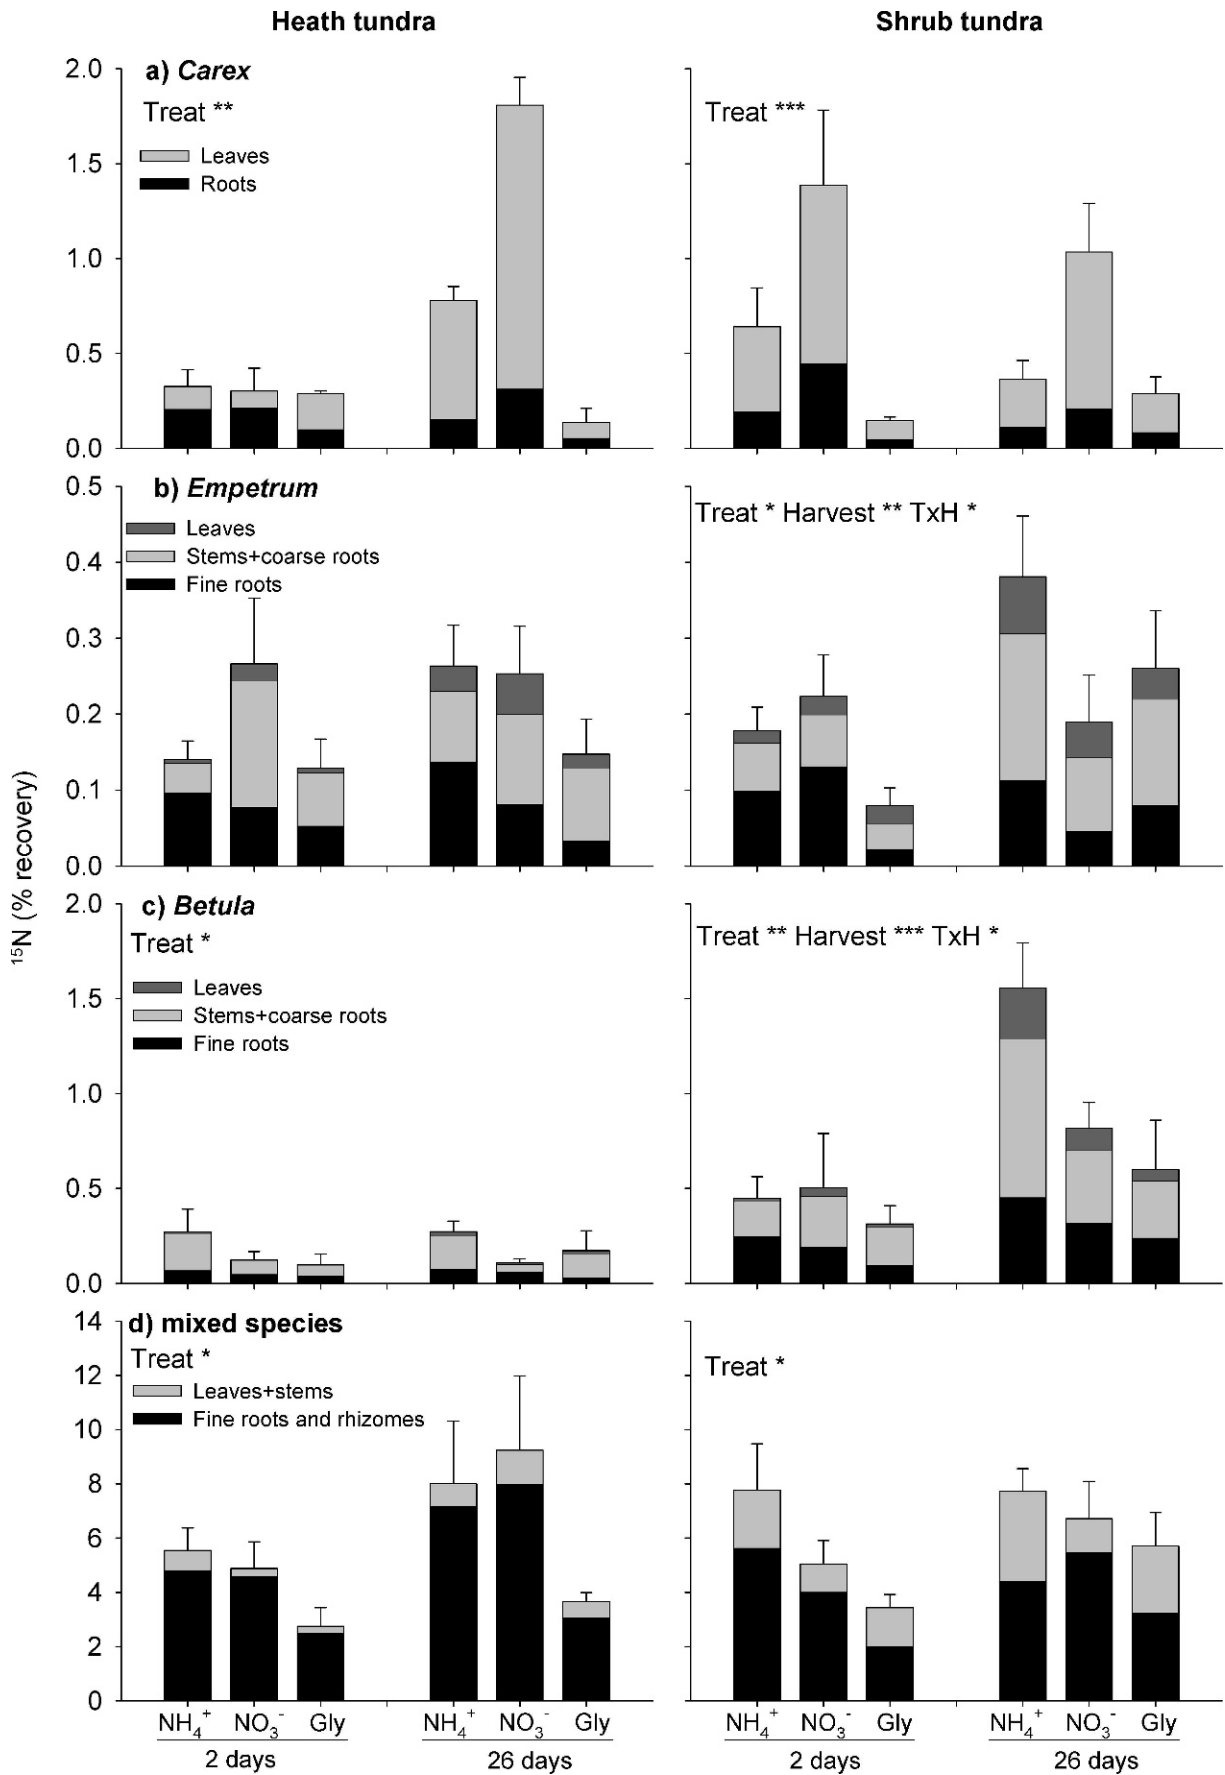 Heath tundra
Shrub tundra
a) Carex
Treat **
Leaves
Roots
2.0
1.5
1.0
0.5
0.0
Treat ***
b) Empetrum
Leaves
Stems+coarse roots
Fine roots
0.5
0.4
0.3
0.2
0.1
0.0
Treat * Harvest ** TxH *
¹⁵N (% recovery)
c) Betula
Treat *
Leaves
Stems+coarse roots
Fine roots
2.0
1.5
1.0
0.5
0.0
Treat ** Harvest *** TxH *
d) mixed species
Treat *
Leaves+stems
Fine roots and rhizomes
14
12
10
8
6
4
2
0
Treat *
NH₄⁺ NO₃⁻ Gly NH₄⁺ NO₃⁻ Gly NH₄⁺ NO₃⁻ Gly NH₄⁺ NO₃⁻ Gly
2 days 26 days 2 days 26 days